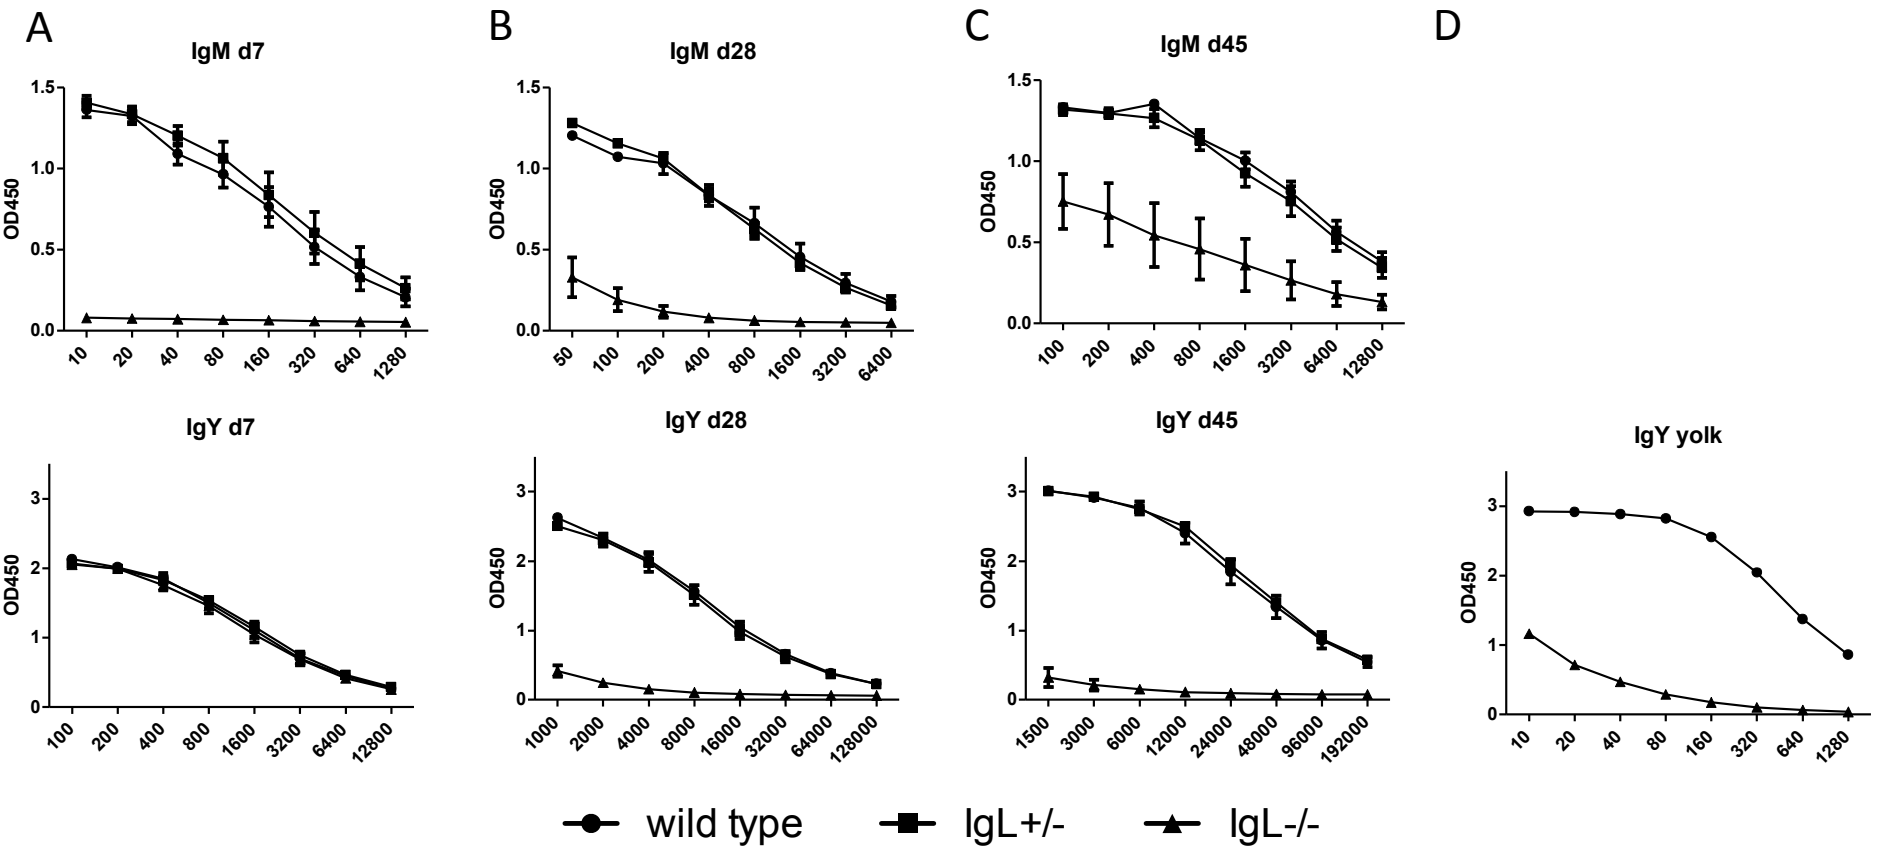 A
IgM d7
OD450
1.5
1.0
0.5
0.0
10 20 40 80 160 320 640 1280
B
IgM d28
OD450
1.5
1.0
0.5
0.0
50 100 200 400 800 1600 3200 6400
C
IgM d45
OD450
1.5
1.0
0.5
0.0
100 200 400 800 1600 3200 6400 12800
D
IgY d7
OD450
3
2
1
0
100 200 400 800 1600 3200 6400 12800
IgY d28
OD450
3
2
1
0
1000 2000 4000 8000 16000 32000 64000 128000
IgY d45
OD450
3
2
1
0
1500 3000 6000 12000 24000 48000 96000 192000
IgY yolk
OD450
3
2
1
0
10 20 40 80 160 320 640 1280
wild type IgL+/- IgL-/-